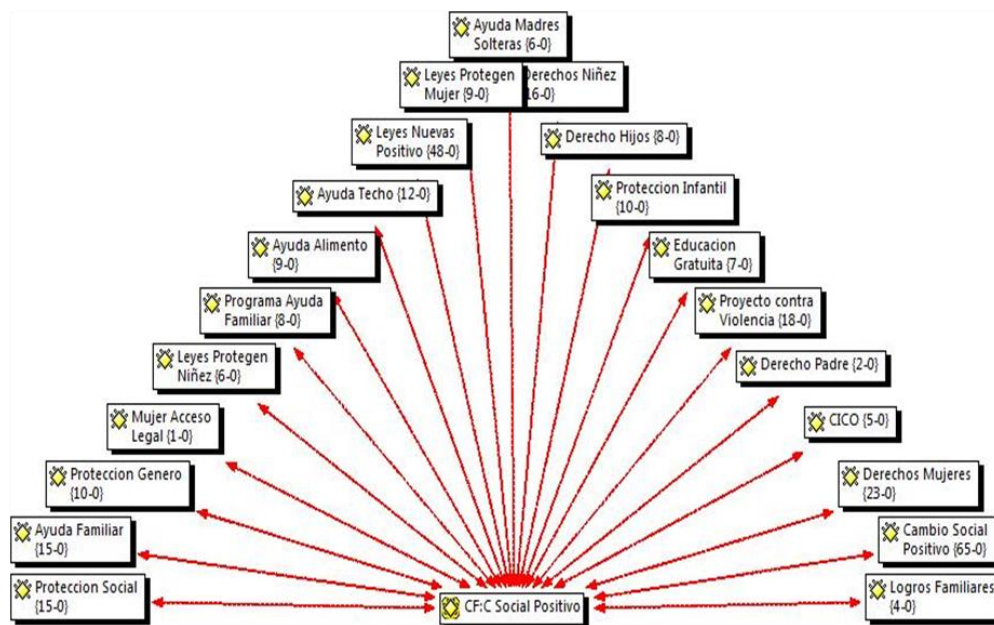 Ayuda Madres
Solteras {6-0}
Leyes Protegen
Mujer {9-0}
Derechos Niñez
16-0}
Leyes Nuevas
Positivo {48-0}
Derecho Hijos {8-0}
Ayuda Techo {12-0}
Proteccion Infantil
{10-0}
Ayuda Alimento
{9-0}
Educacion
Gratuita {7-0}
Programa Ayuda
Familiar {8-0}
Proyecto contra
Violencia {18-0}
Leyes Protegen
Niñez {6-0}
Derecho Padre {2-0}
Mujer Acceso
Legal {1-0}
CICO {5-0}
Proteccion Genero
{10-0}
Derechos Mujeres
{23-0}
Ayuda Familiar
{15-0}
Cambio Social
Positivo {65-0}
Proteccion Social
{15-0}
CF:C Social Positivo
Logros Familiares
{4-0}